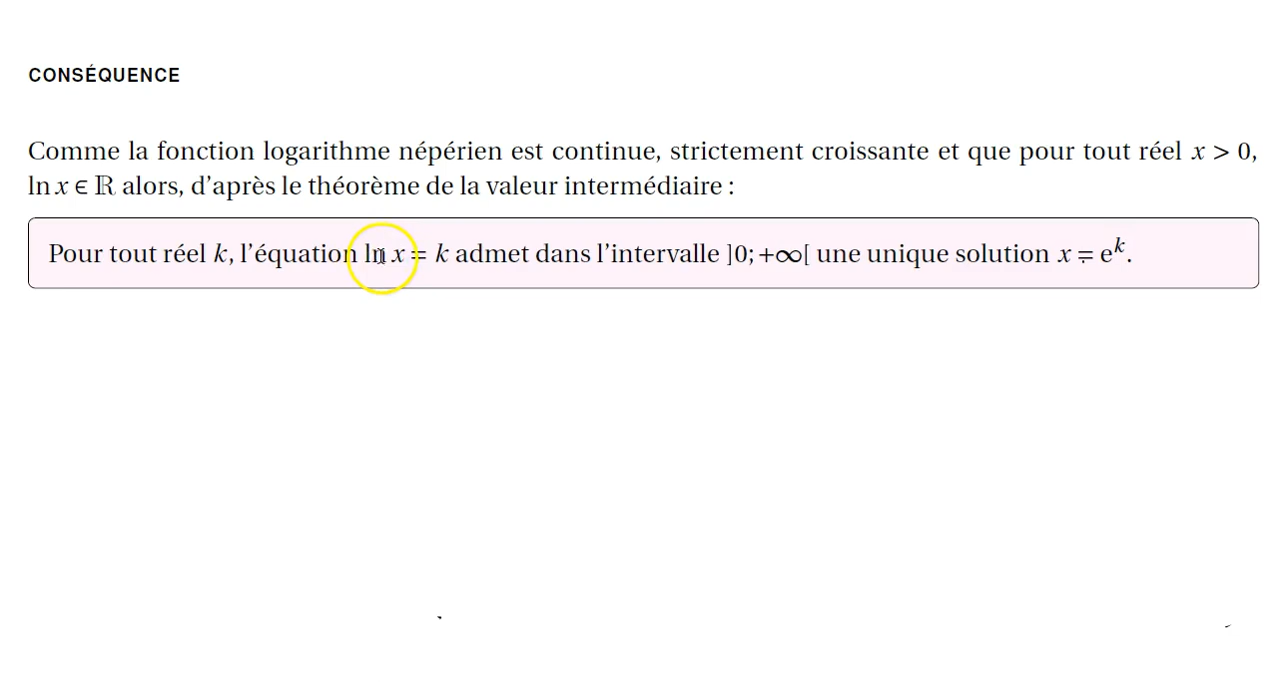 CONSÉQUENCE
Comme la fonction logarithme népérien est continue, strictement croissante et que pour tout réel x > 0,
ln x ∈ ℝ alors, d'après le théorème de la valeur intermédiaire :
Pour tout réel k, l'équation ln x = k admet dans l'intervalle ]0; +∞[ une unique solution x = e^k.